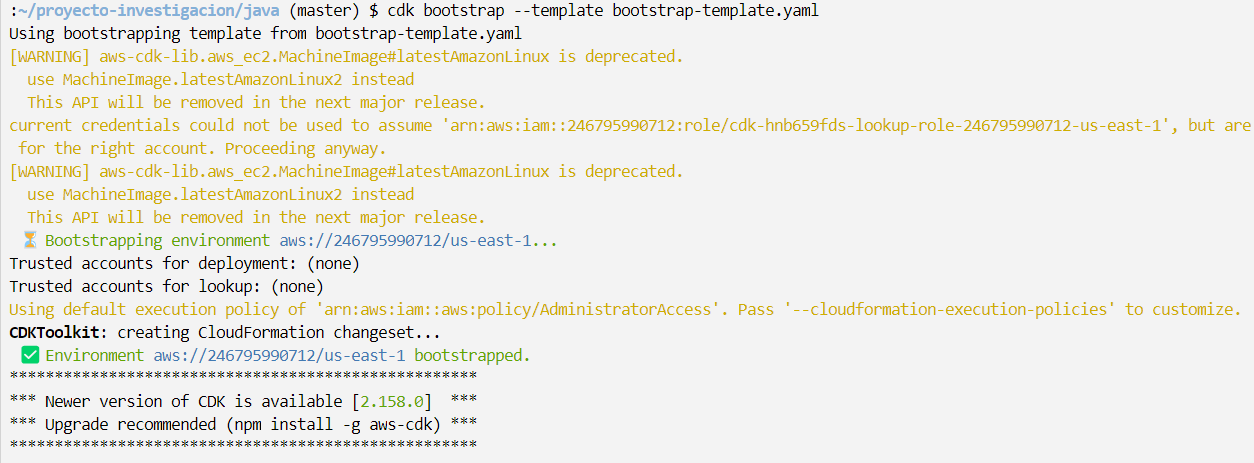 :~/proyecto-investigacion/java (master) $ cdk bootstrap --template bootstrap-template.yaml
Using bootstrapping template from bootstrap-template.yaml
[WARNING] aws-cdk-lib.aws_ec2.MachineImage#latestAmazonLinux is deprecated.
  use MachineImage.latestAmazonLinux2 instead
  This API will be removed in the next major release.
current credentials could not be used to assume 'arn:aws:iam::246795990712:role/cdk-hnb659fds-lookup-role-246795990712-us-east-1', but are
 for the right account. Proceeding anyway.
[WARNING] aws-cdk-lib.aws_ec2.MachineImage#latestAmazonLinux is deprecated.
  use MachineImage.latestAmazonLinux2 instead
  This API will be removed in the next major release.
 ⏳ Bootstrapping environment aws://246795990712/us-east-1...
Trusted accounts for deployment: (none)
Trusted accounts for lookup: (none)
Using default execution policy of 'arn:aws:iam::aws:policy/AdministratorAccess'. Pass '--cloudformation-execution-policies' to customize.
CDKToolkit: creating CloudFormation changeset...
 ✅ Environment aws://246795990712/us-east-1 bootstrapped.
****************************************************
*** Newer version of CDK is available [2.158.0]  ***
*** Upgrade recommended (npm install -g aws-cdk) ***
****************************************************